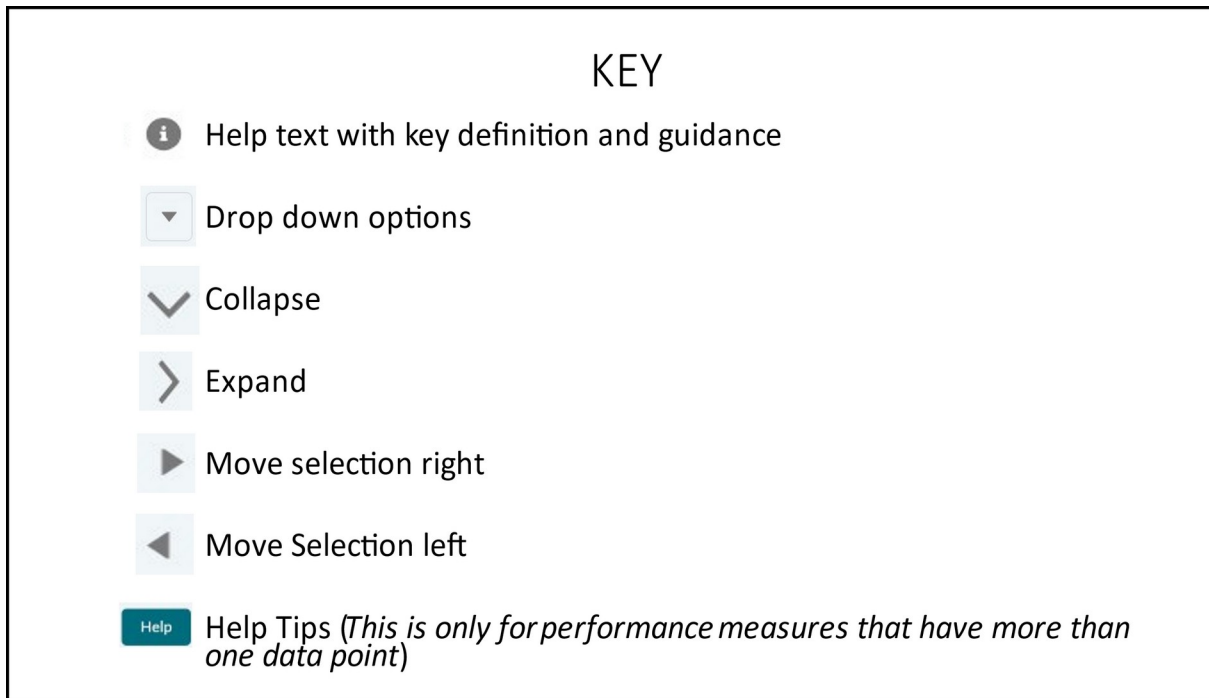 KEY
Help text with key definition and guidance
Drop down options
Collapse
Expand
Move selection right
Move Selection left
Help Help Tips (This is only for performance measures that have more than
one data point)